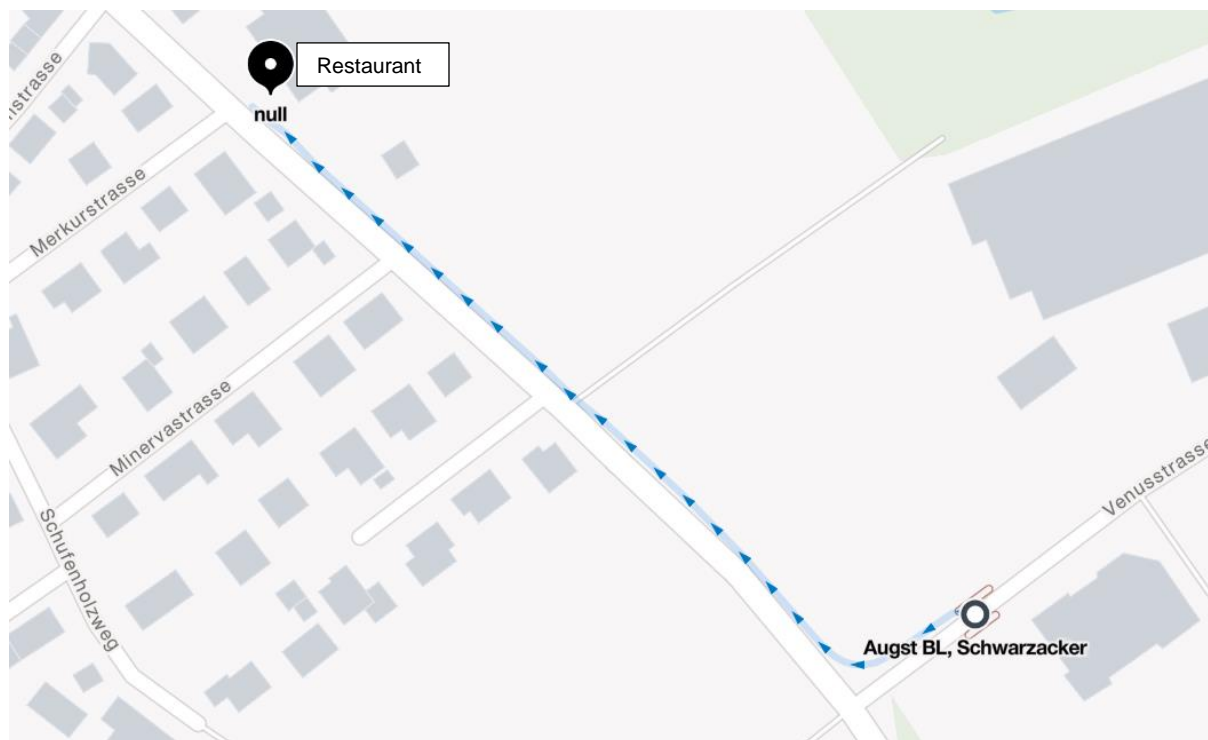 Restaurant
null
Merkurstrasse
Minervastrasse
Schufenholzweg
Venusstrasse
Augst BL, Schwarzacker